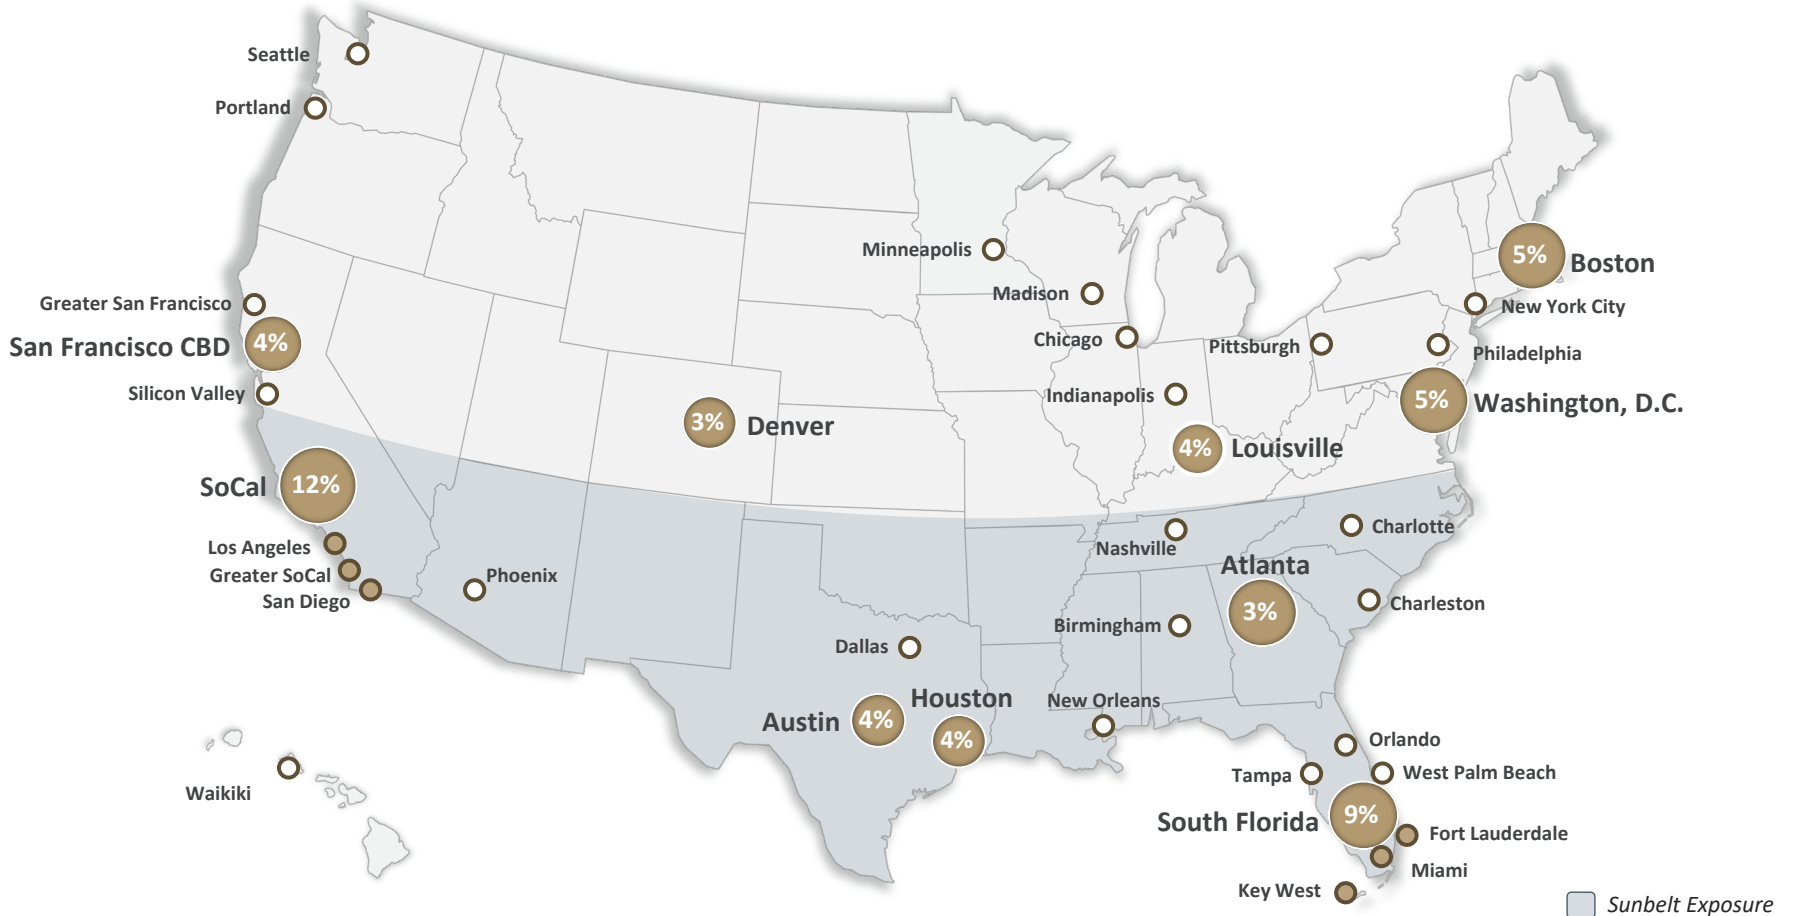 Seattle
Portland
Minneapolis
5%
Boston
Madison
Greater San Francisco
New York City
San Francisco CBD
4%
Chicago
Pittsburgh
Philadelphia
Silicon Valley
Indianapolis
5%
Washington, D.C.
3%
Denver
4%
Louisville
SoCal
12%
Los Angeles
Greater SoCal
San Diego
Phoenix
Nashville
Charlotte
Atlanta
3%
Charleston
Birmingham
Dallas
Houston
New Orleans
Austin
4%
4%
Orlando
Tampa
West Palm Beach
Waikiki
South Florida
9%
Fort Lauderdale
Miami
Key West
Sunbelt Exposure